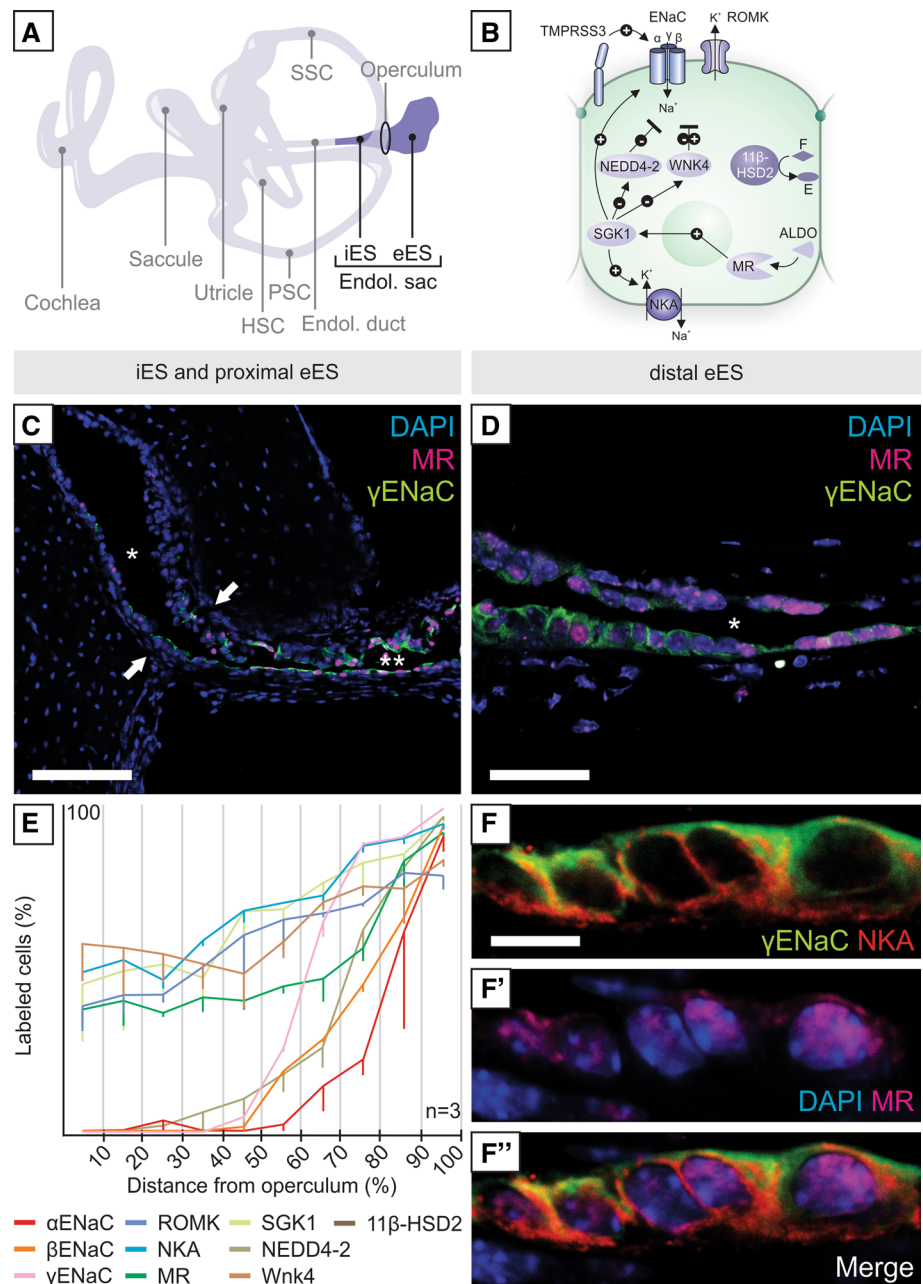 A
SSC
Operculum
iES eES
Endol. sac
Saccule
Utricle
PSC
Cochlea
HSC
Endol. duct
B
TMPRSS3
+
ENaC
α γ β
K⁺ ROMK
Na⁺
+
-
-+
NEDD4-2
WNK4
11β-
HSD2
F
E
-
-
SGK1
+
ALDO
MR
+
K⁺
NKA
Na⁺
iES and proximal eES
distal eES
C
DAPI
MR
γENaC
*
**
D
DAPI
MR
γENaC
*
E
100
Labeled cells (%)
n=3
10 20 30 40 50 60 70 80 90 100
Distance from operculum (%)
αENaC ROMK SGK1 11β-HSD2
βENaC NKA NEDD4-2
γENaC MR Wnk4
F
γENaC NKA
F'
DAPI MR
F''
Merge